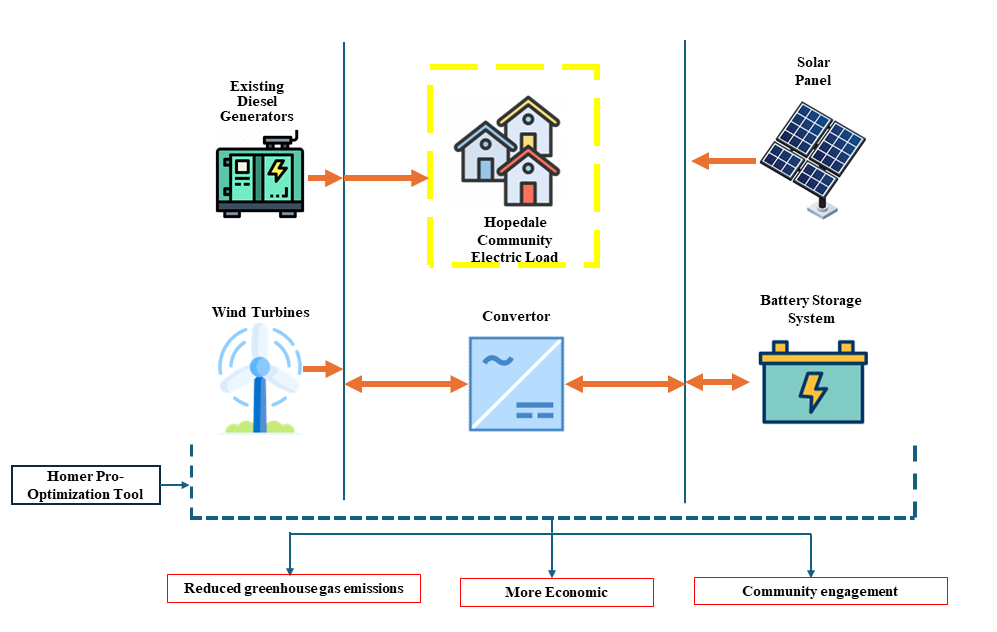 Existing
Diesel
Generators
Solar
Panel
Hopedale
Community
Electric Load
Wind Turbines
Convertor
Battery Storage
System
Homer Pro-
Optimization Tool
Reduced greenhouse gas emissions
More Economic
Community engagement